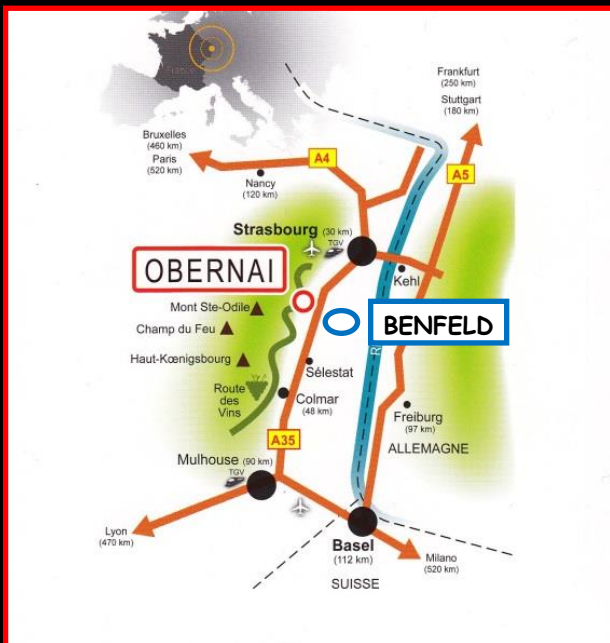 France
Frankfurt
(250 km)
Stuttgart
(180 km)
Bruxelles
(460 km)
Paris
(520 km)
A4
A5
Nancy
(120 km)
Strasbourg (30 km)
TGV
OBERNAI
Kehl
Mont Ste-Odile
Champ du Feu
BENFELD
R
Haut-Kœnigsbourg
Sélestat
Route
des
Vins
Colmar
(48 km)
Freiburg
(97 km)
A35
ALLEMAGNE
Mulhouse (90 km)
TGV
Lyon
(470 km)
Basel
(112 km)
Milano
(520 km)
SUISSE